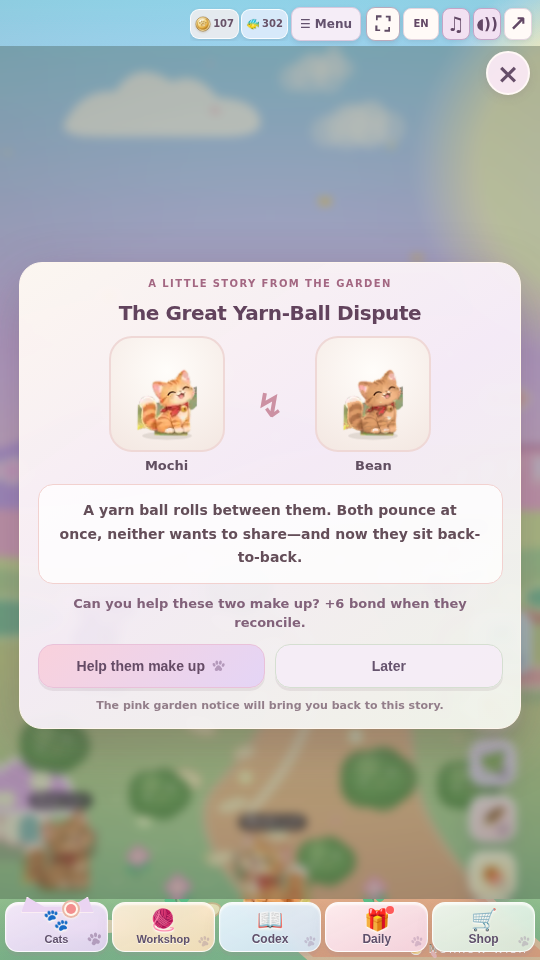 107
302
☰ Menu
EN
A LITTLE STORY FROM THE GARDEN
The Great Yarn-Ball Dispute
Mochi
Bean
A yarn ball rolls between them. Both pounce at
once, neither wants to share—and now they sit back-
to-back.
Can you help these two make up? +6 bond when they
reconcile.
Help them make up
Later
The pink garden notice will bring you back to this story.
Cats
Workshop
Codex
Daily
Shop